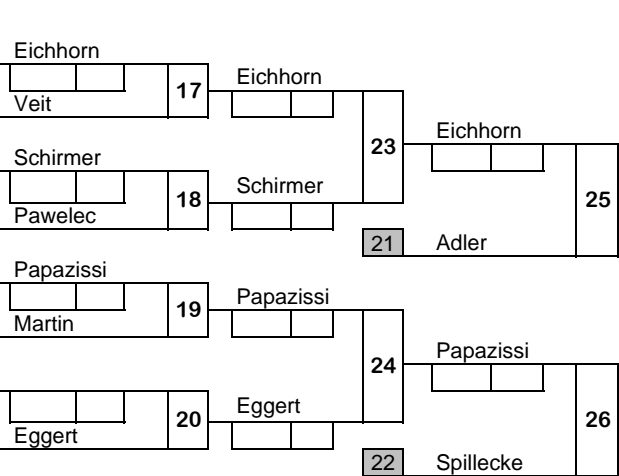 Eichhorn
17 Eichhorn
Veit
23 Eichhorn
Schirmer
18 Schirmer
Pawelec
25
21 Adler
Papazissi
19 Papazissi
Martin
24 Papazissi
20 Eggert
Eggert
26
22 Spillecke